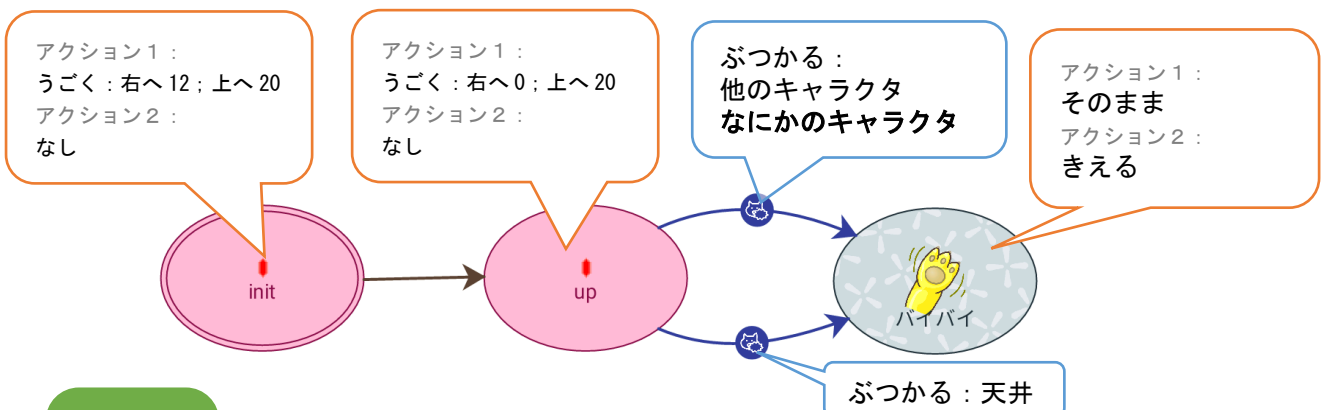 アクション１：
うごく：右へ 12；上へ 20
アクション２：
なし
アクション１：
うごく：右へ 0；上へ 20
アクション２：
なし
ぶつかる：
他のキャラクタ
なにかのキャラクタ
アクション１：
そのまま
アクション２：
きえる
init
up
バイバイ
ぶつかる：天井